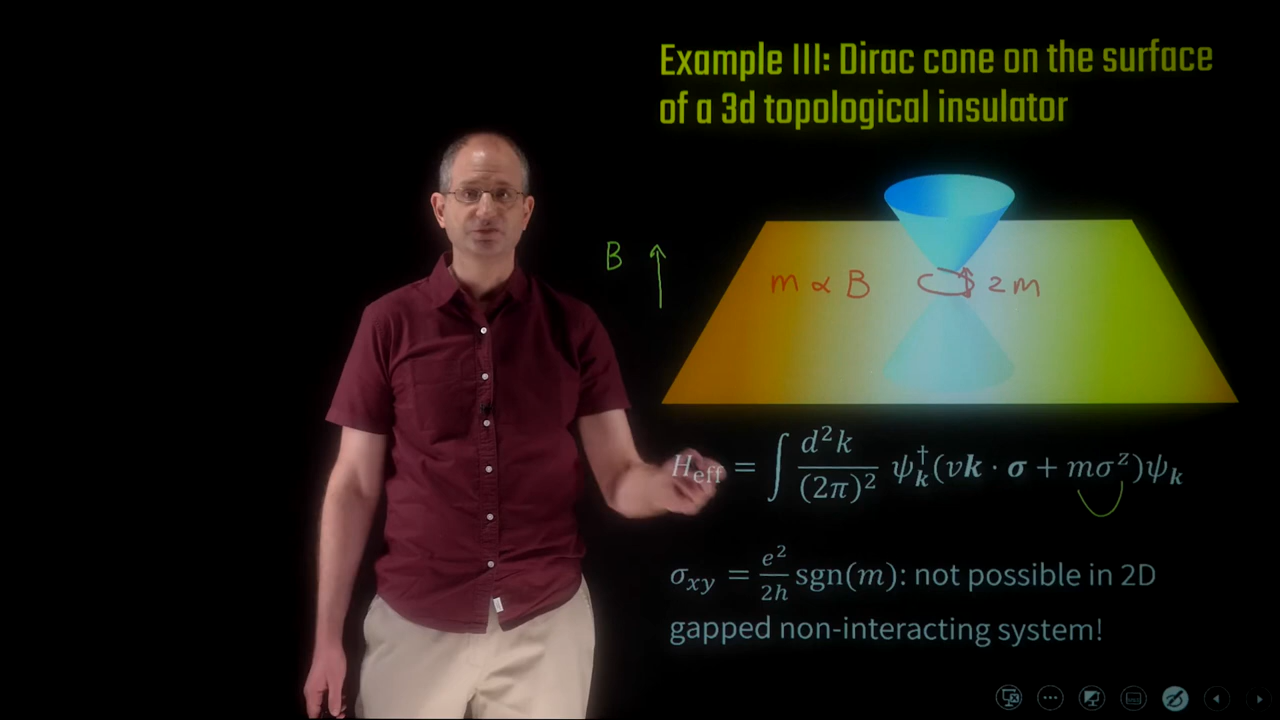 Example III: Dirac cone on the surface
of a 3d topological insulator
B
m ∝ B
2m
H_eff = ∫ d²k/(2π)² ψ_k†(v𝒌 · 𝝈 + mσ^z)ψ_k
σ_xy = e²/2h sgn(m): not possible in 2D
gapped non-interacting system!